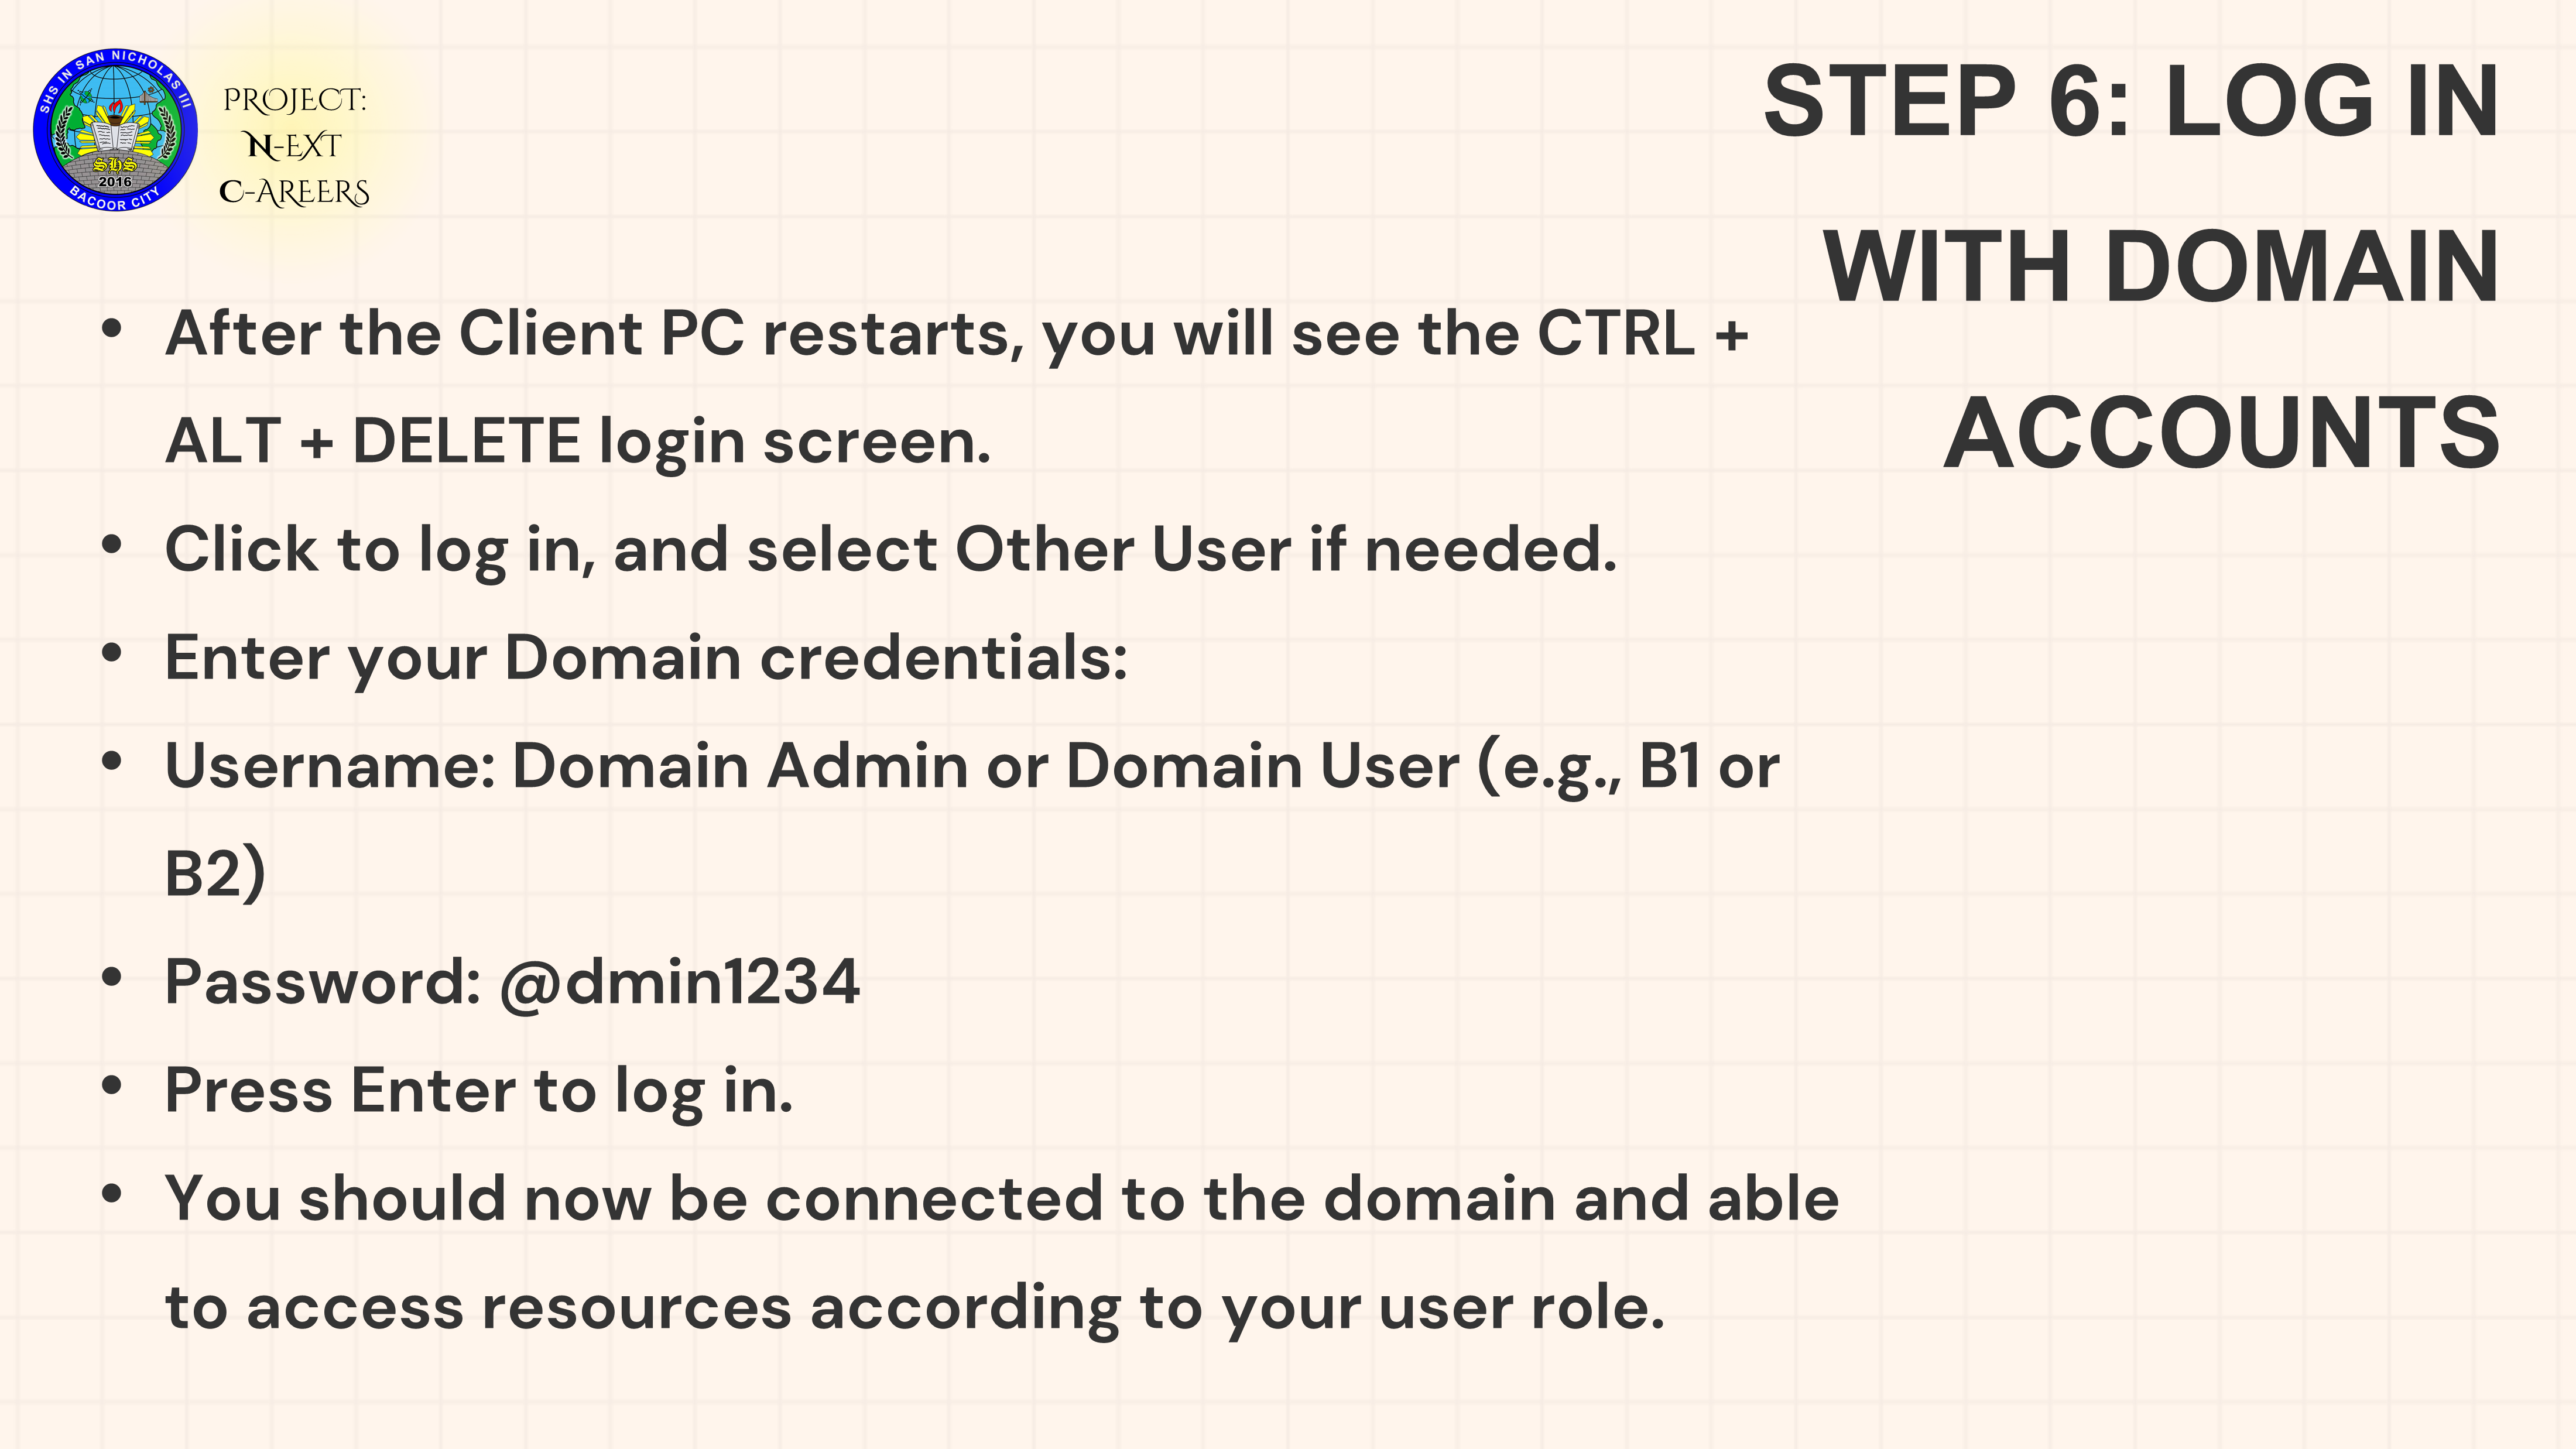 SHS IN SAN NICHOLAS III
SHS
2016
BACOOR CITY
PROJECT:
N-EXT
C-AREERS
STEP 6: LOG IN
WITH DOMAIN
ACCOUNTS
• After the Client PC restarts, you will see the CTRL +
ALT + DELETE login screen.
• Click to log in, and select Other User if needed.
• Enter your Domain credentials:
• Username: Domain Admin or Domain User (e.g., B1 or
B2)
• Password: @dmin1234
• Press Enter to log in.
• You should now be connected to the domain and able
to access resources according to your user role.